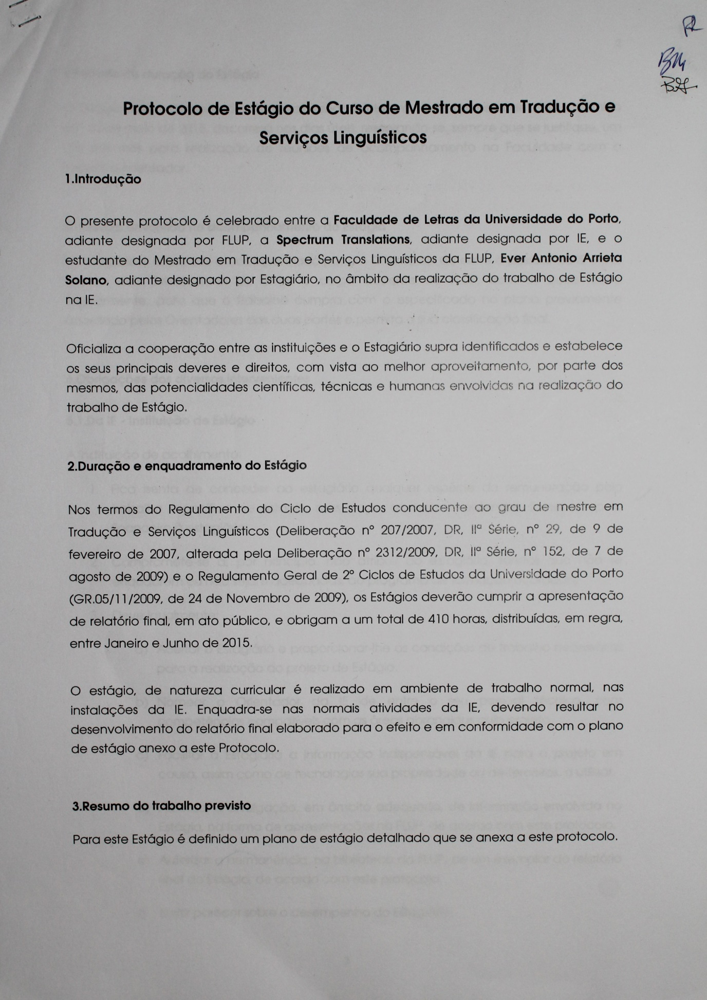 Protocolo de Estágio do Curso de Mestrado em Tradução e
Serviços Linguísticos
1.Introdução
O presente protocolo é celebrado entre a Faculdade de Letras da Universidade do Porto,
adiante designada por FLUP, a Spectrum Translations, adiante designada por IE, e o
estudante do Mestrado em Tradução e Serviços Linguísticos da FLUP, Ever Antonio Arrieta
Solano, adiante designado por Estagiário, no âmbito da realização do trabalho de Estágio
na IE.
Oficializa a cooperação entre as instituições e o Estagiário supra identificados e estabelece
os seus principais deveres e direitos, com vista ao melhor aproveitamento, por parte dos
mesmos, das potencialidades científicas, técnicas e humanas envolvidas na realização do
trabalho de Estágio.
2.Duração e enquadramento do Estágio
Nos termos do Regulamento do Ciclo de Estudos conducente ao grau de mestre em
Tradução e Serviços Linguísticos (Deliberação nº 207/2007, DR, IIª Série, nº 29, de 9 de
fevereiro de 2007, alterada pela Deliberação nº 2312/2009, DR, IIª Série, nº 152, de 7 de
agosto de 2009) e o Regulamento Geral de 2º Ciclos de Estudos da Universidade do Porto
(GR.05/11/2009, de 24 de Novembro de 2009), os Estágios deverão cumprir a apresentação
de relatório final, em ato público, e obrigam a um total de 410 horas, distribuídas, em regra,
entre Janeiro e Junho de 2015.
O estágio, de natureza curricular é realizado em ambiente de trabalho normal, nas
instalações da IE. Enquadra-se nas normais atividades da IE, devendo resultar no
desenvolvimento do relatório final elaborado para o efeito e em conformidade com o plano
de estágio anexo a este Protocolo.
3.Resumo do trabalho previsto
Para este Estágio é definido um plano de estágio detalhado que se anexa a este protocolo.